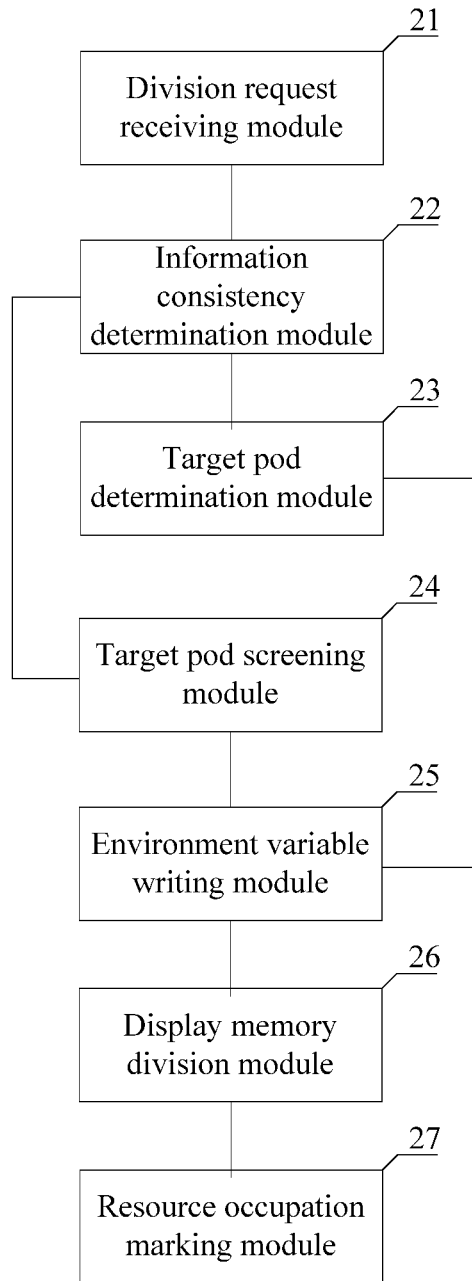 21
Division request
receiving module
22
Information
consistency
determination module
23
Target pod
determination module
24
Target pod screening
module
25
Environment variable
writing module
26
Display memory
division module
27
Resource occupation
marking module